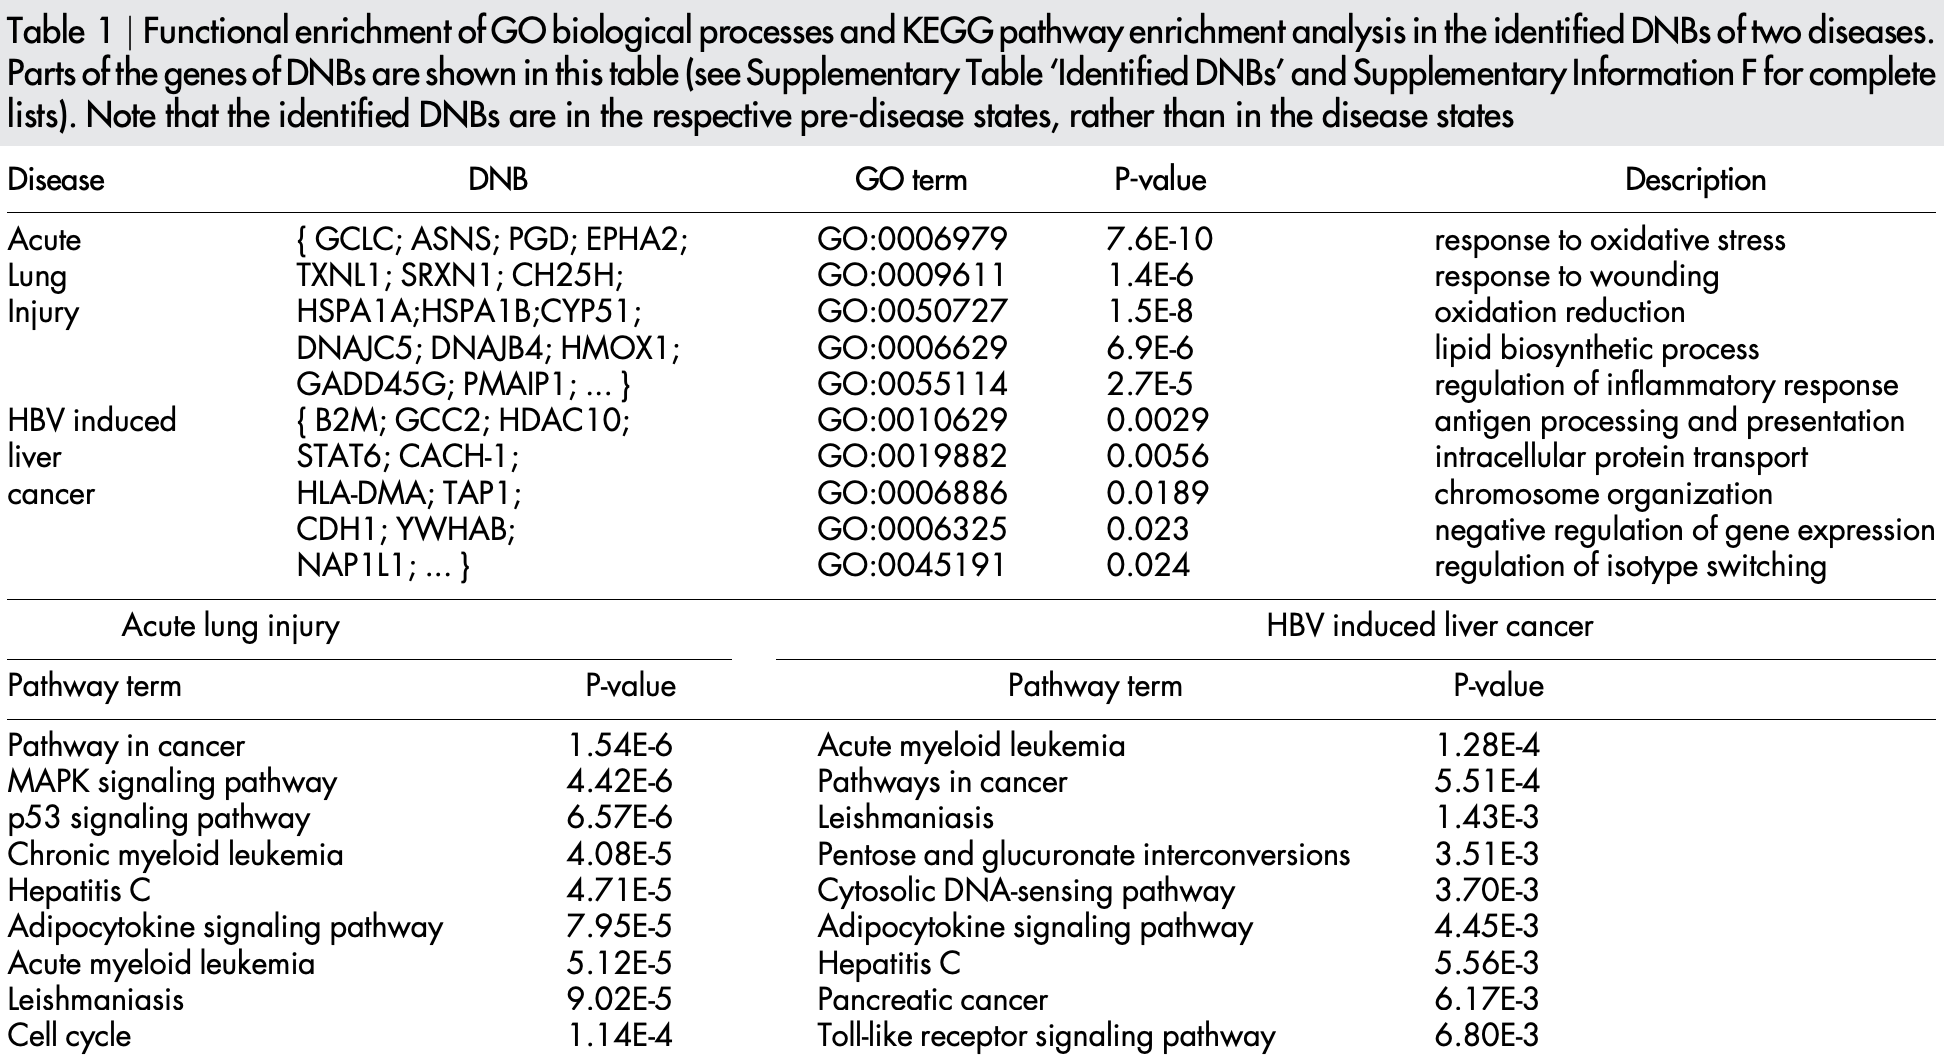 Table 1 | Functional enrichment of GO biological processes and KEGG pathway enrichment analysis in the identified DNBs of two diseases.
Parts of the genes of DNBs are shown in this table (see Supplementary Table ‘Identified DNBs’ and Supplementary Information F for complete
lists). Note that the identified DNBs are in the respective pre-disease states, rather than in the disease states
Disease DNB GO term P-value Description
Acute { GCLC; ASNS; PGD; EPHA2; GO:0006979 7.6E-10 response to oxidative stress
Lung TXNL1; SRXN1; CH25H; GO:0009611 1.4E-6 response to wounding
Injury HSPA1A;HSPA1B;CYP51; GO:0050727 1.5E-8 oxidation reduction
DNAJC5; DNAJB4; HMOX1; GO:0006629 6.9E-6 lipid biosynthetic process
GADD45G; PMAIP1; ... } GO:0055114 2.7E-5 regulation of inflammatory response
HBV induced { B2M; GCC2; HDAC10; GO:0010629 0.0029 antigen processing and presentation
liver STAT6; CACH-1; GO:0019882 0.0056 intracellular protein transport
cancer HLA-DMA; TAP1; GO:0006886 0.0189 chromosome organization
CDH1; YWHAB; GO:0006325 0.023 negative regulation of gene expression
NAP1L1; ... } GO:0045191 0.024 regulation of isotype switching
Acute lung injury HBV induced liver cancer
Pathway term P-value Pathway term P-value
Pathway in cancer 1.54E-6 Acute myeloid leukemia 1.28E-4
MAPK signaling pathway 4.42E-6 Pathways in cancer 5.51E-4
p53 signaling pathway 6.57E-6 Leishmaniasis 1.43E-3
Chronic myeloid leukemia 4.08E-5 Pentose and glucuronate interconversions 3.51E-3
Hepatitis C 4.71E-5 Cytosolic DNA-sensing pathway 3.70E-3
Adipocytokine signaling pathway 7.95E-5 Adipocytokine signaling pathway 4.45E-3
Acute myeloid leukemia 5.12E-5 Hepatitis C 5.56E-3
Leishmaniasis 9.02E-5 Pancreatic cancer 6.17E-3
Cell cycle 1.14E-4 Toll-like receptor signaling pathway 6.80E-3